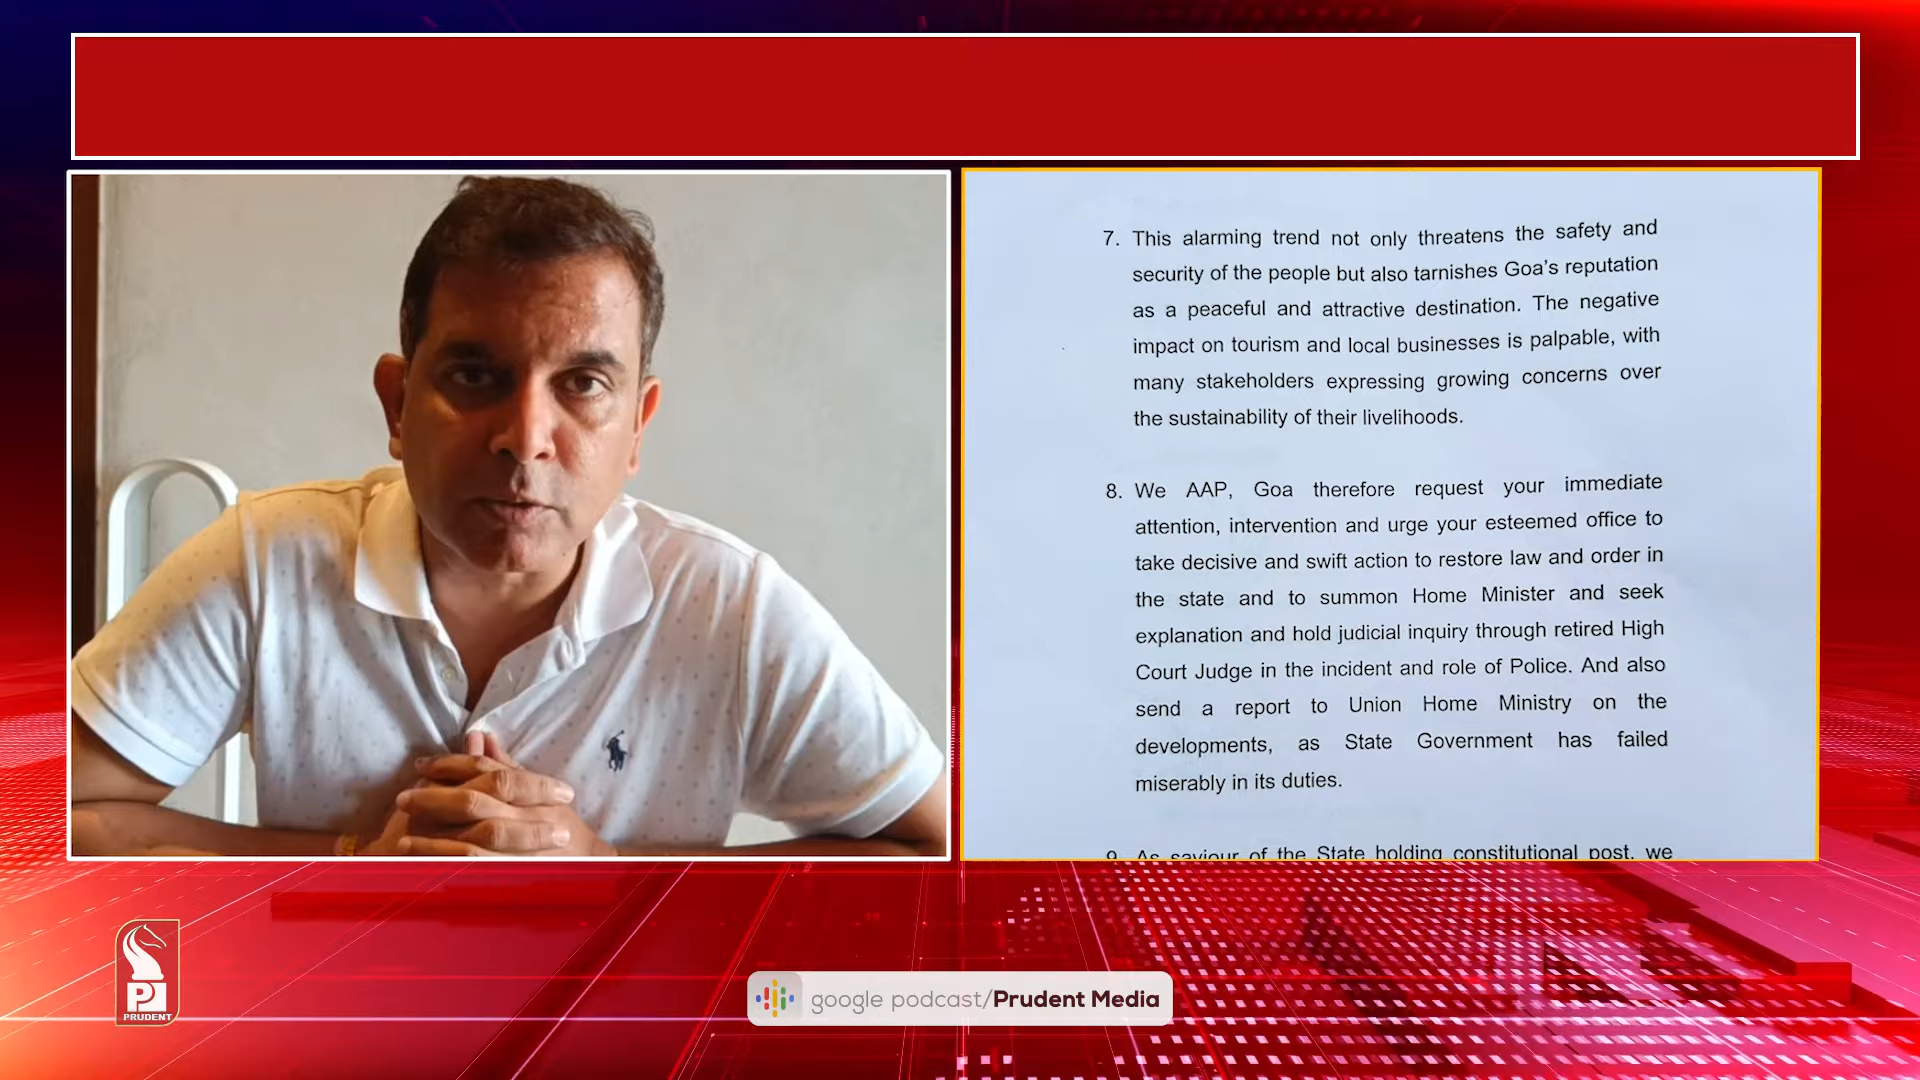 7. This alarming trend not only threatens the safety and
security of the people but also tarnishes Goa's reputation
as a peaceful and attractive destination. The negative
impact on tourism and local businesses is palpable, with
many stakeholders expressing growing concerns over
the sustainability of their livelihoods.
8. We AAP, Goa therefore request your immediate
attention, intervention and urge your esteemed office to
take decisive and swift action to restore law and order in
the state and to summon Home Minister and seek
explanation and hold judicial inquiry through retired High
Court Judge in the incident and role of Police. And also
send a report to Union Home Ministry on the
developments, as State Government has failed
miserably in its duties.
9. As saviour of the State holding constitutional post, we
P
PRUDENT
google podcast/Prudent Media